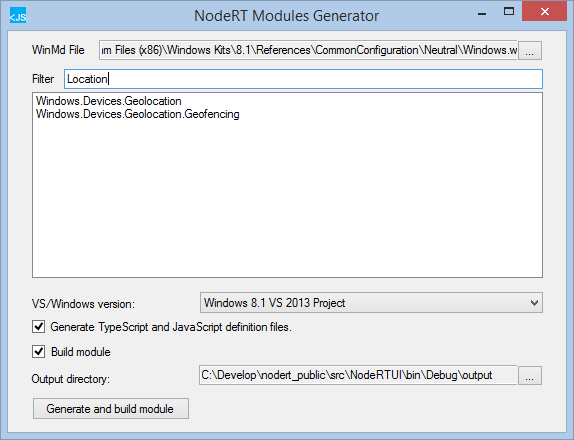 <JS
NodeRT Modules Generator
WinMd File
Files (x86)\Windows Kits\8.1\References\CommonConfiguration\Neutral\Windows.w
...
Filter
Location
Windows.Devices.Geolocation
Windows.Devices.Geolocation.Geofencing
VS/Windows version:
Windows 8.1 VS 2013 Project
Generate TypeScript and JavaScript definition files.
Build module
Output directory:
C:\Develop\nodert_public\src\NodeRTUI\bin\Debug\output
...
Generate and build module